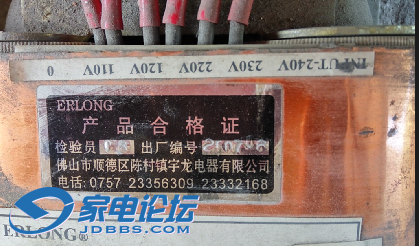 INPUT-240V 230V 220V 120V 110V 0
ERLONG
产品合格证
检验员 出厂编号
佛山市顺德区陈村镇宇龙电器有限公司
电话: 0757 23356309 23332168
ERLONG®
家电论坛
JDBBS.COM